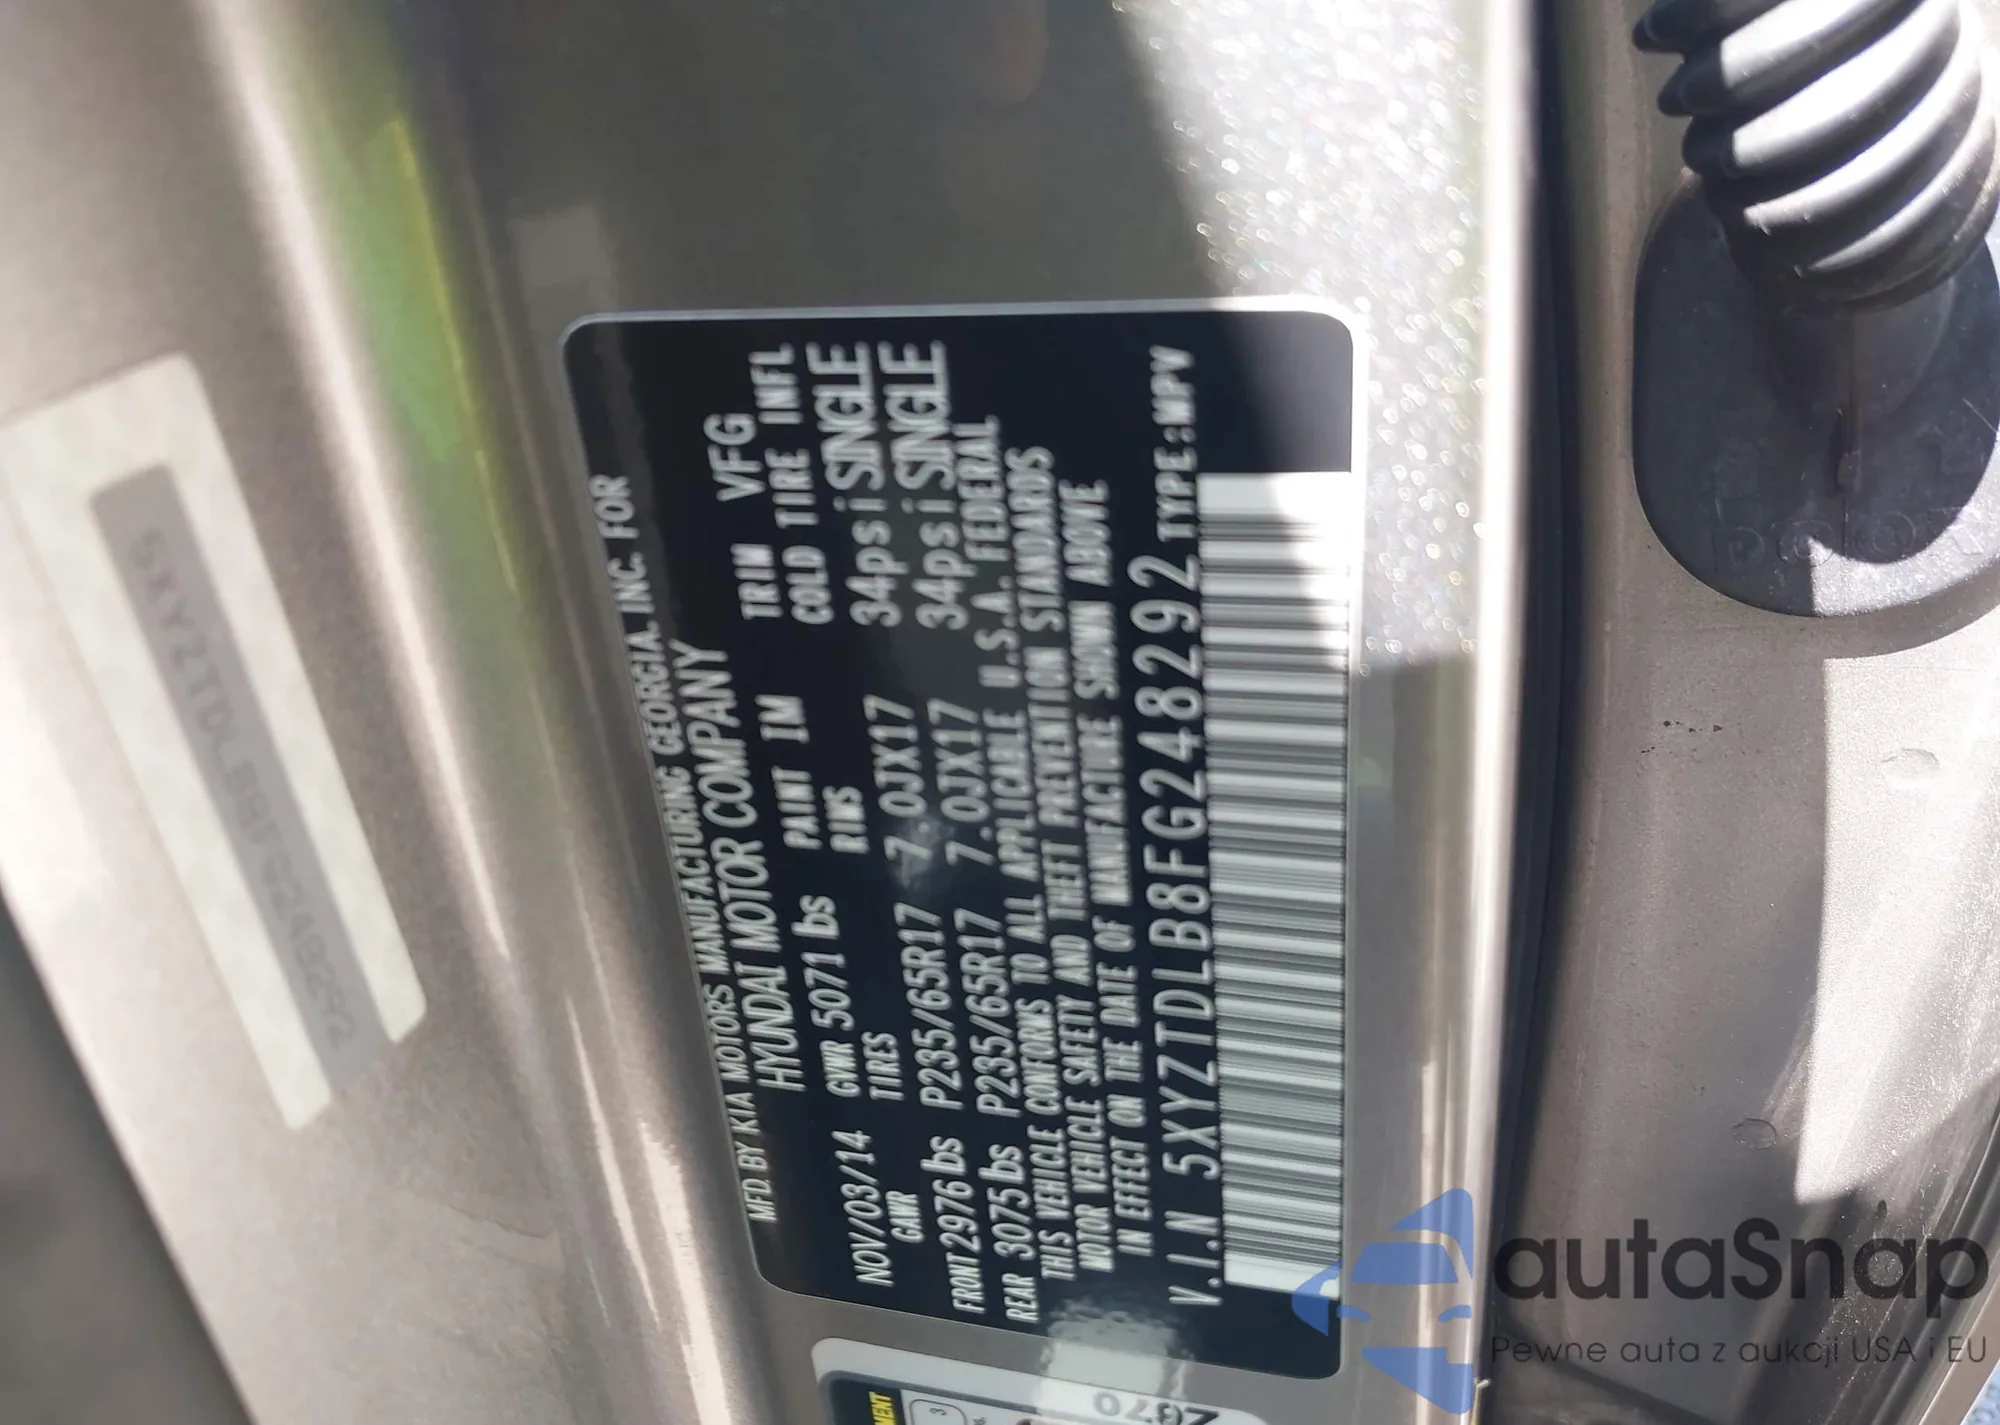 MFD. BY KIA MOTORS MANUFACTURING GEORGIA. INC. FOR
HYUNDAI MOTOR COMPANY
NOV/03/14 GVWR 5071 lbs PAINT IM TRIM VFG
GAWR TIRES RIMS COLD TIRE INFL
FRONT 2976 lbs P235/65R17 7.0JX17 34psi SINGLE
REAR 3075 lbs P235/65R17 7.0JX17 34psi SINGLE
THIS VEHICLE CONFORMS TO ALL APPLICABLE U.S.A. FEDERAL
MOTOR VEHICLE SAFETY AND THEFT PREVENTION STANDARDS
IN EFFECT ON THE DATE OF MANUFACTURE SHOWN ABOVE
V.I.N 5XYZTDLB8FG248292 TYPE:MPV
5XYZTDLB8FG248292
autaSnap
Pewne auta z aukcji USA i EU